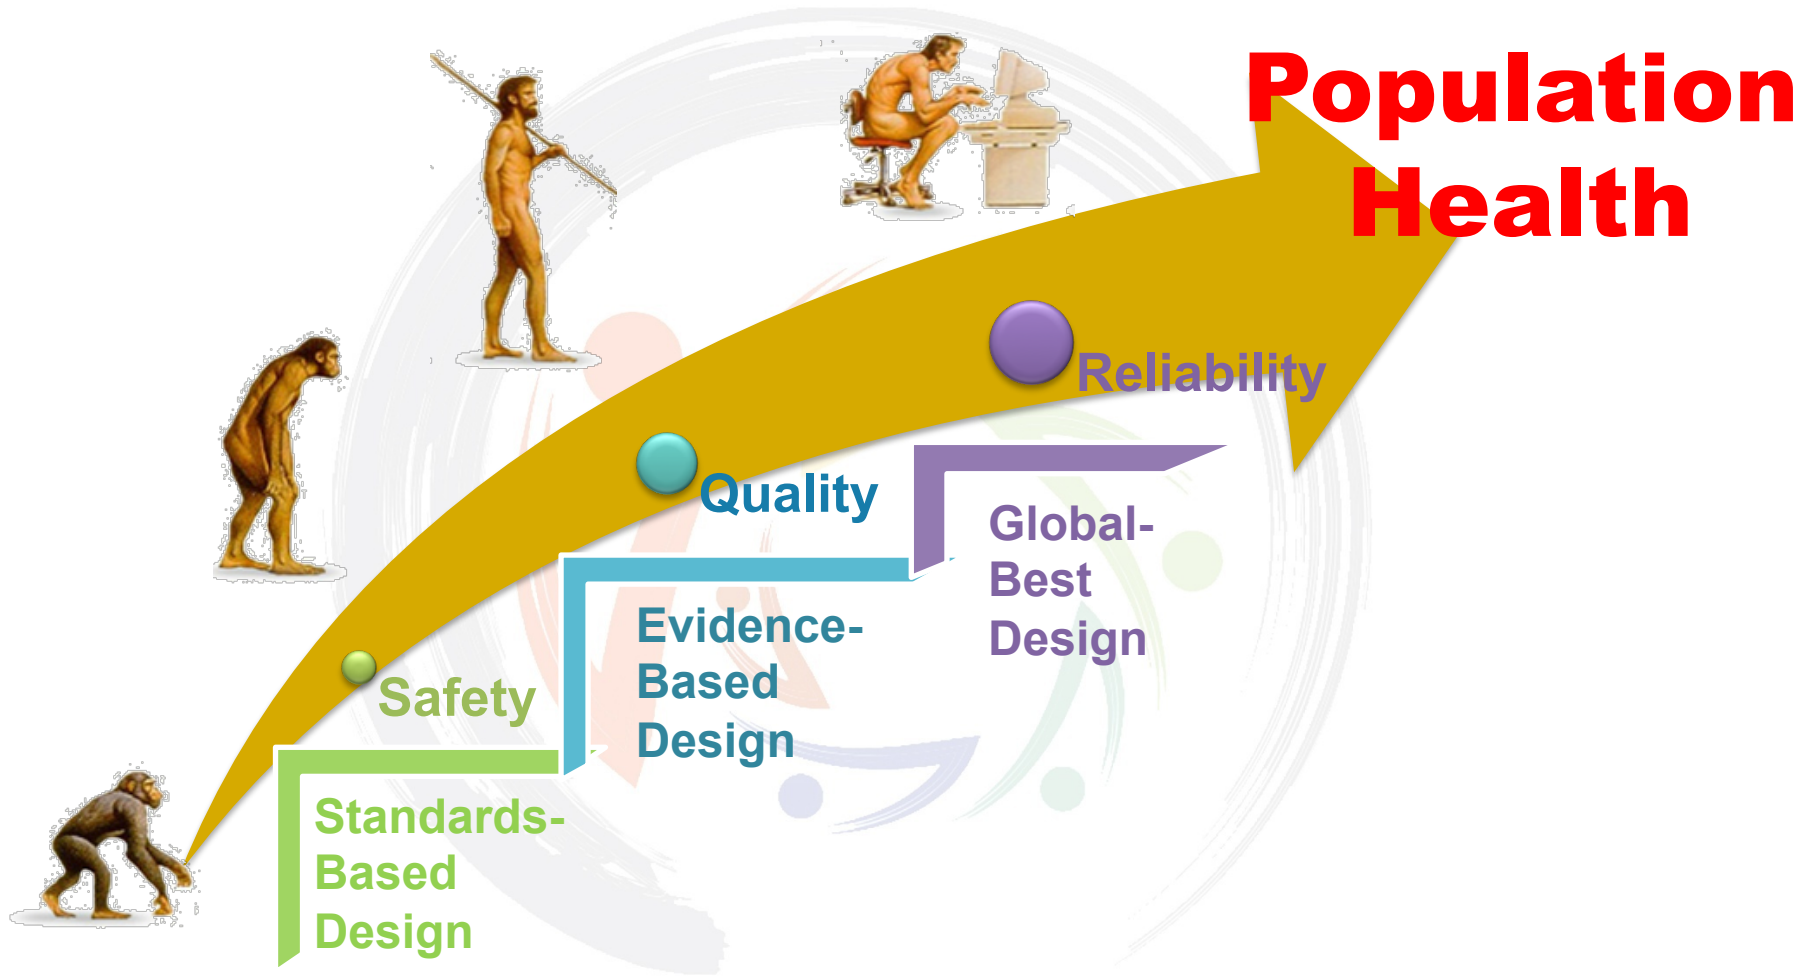 Population
Health
Reliability
Quality
Safety
Global-
Best
Design
Evidence-
Based
Design
Standards-
Based
Design